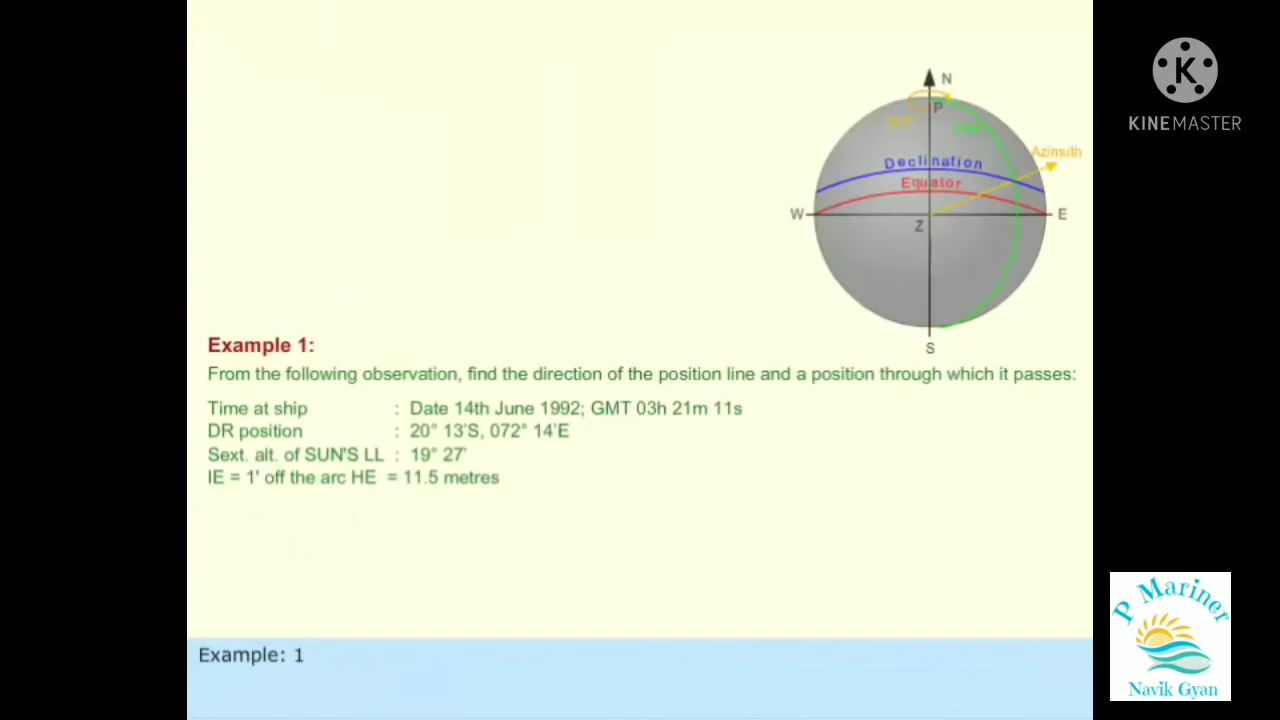 N
P
Azimuth
Declination
Equator
W
E
Z
S
K
KINEMASTER
Example 1:
From the following observation, find the direction of the position line and a position through which it passes:
Time at ship : Date 14th June 1992; GMT 03h 21m 11s
DR position : 20° 13'S, 072° 14'E
Sext. alt. of SUN'S LL : 19° 27'
IE = 1' off the arc HE = 11.5 metres
Example: 1
P Mariner
Navik Gyan